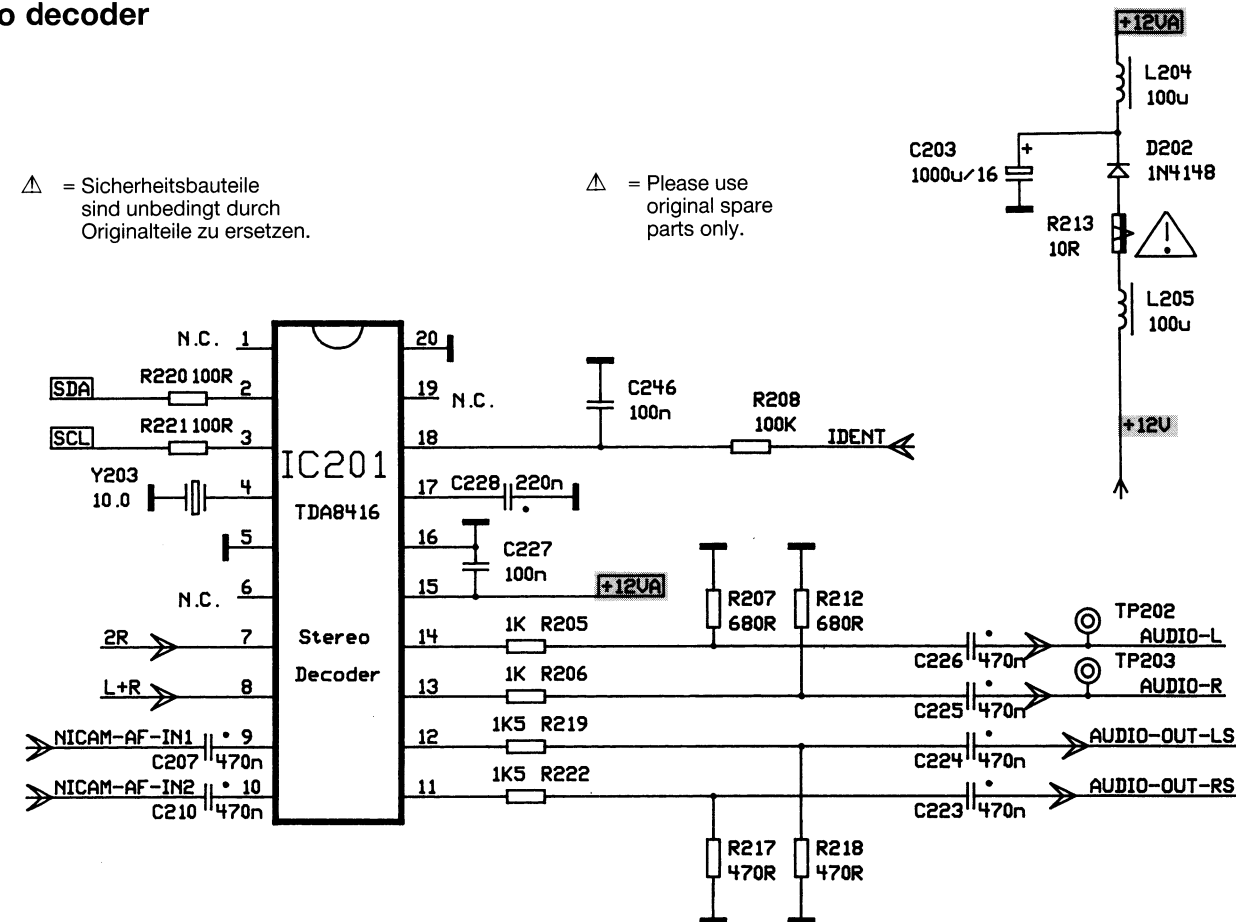 o decoder
+12VA
L204
100u
C203
1000u/16
+
D202
1N4148
⚠ = Sicherheitsbauteile
sind unbedingt durch
Originalteile zu ersetzen.
⚠ = Please use
original spare
parts only.
R213
10R
L205
100u
+12V
N.C. 1
20
SDA R220 100R 2
19 N.C.
SCL R221 100R 3
18
C246
100n
R208
100K
IDENT
IC201
TDA8416
Y203
10.0
4
17 C228 220n
5
16
C227
100n
N.C. 6
15
+12VA
2R 7
Stereo
Decoder
14 1K R205
R207
680R
R212
680R
C226 470n
TP202
AUDIO-L
L+R 8
13 1K R206
C225 470n
TP203
AUDIO-R
NICAM-AF-IN1 9
C207 470n
12 1K5 R219
C224 470n
AUDIO-OUT-LS
NICAM-AF-IN2 10
C210 470n
11 1K5 R222
C223 470n
AUDIO-OUT-RS
R217
470R
R218
470R